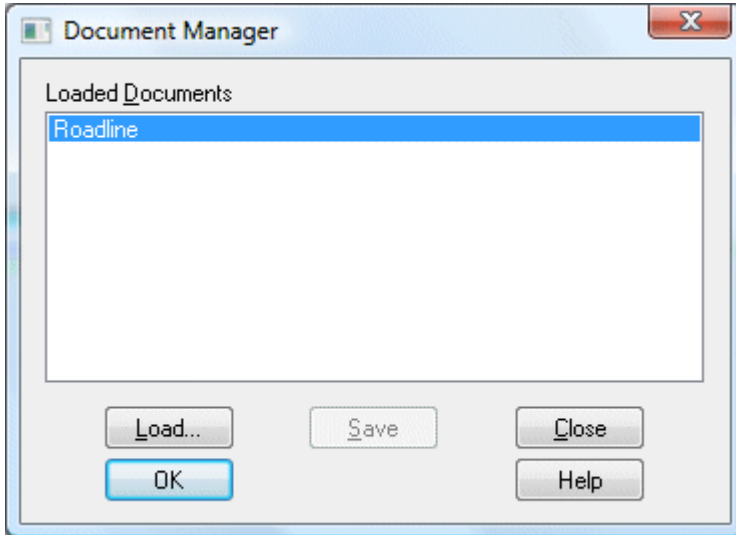 Document Manager
Loaded Documents
Roadline
Load... Save Close
OK Help